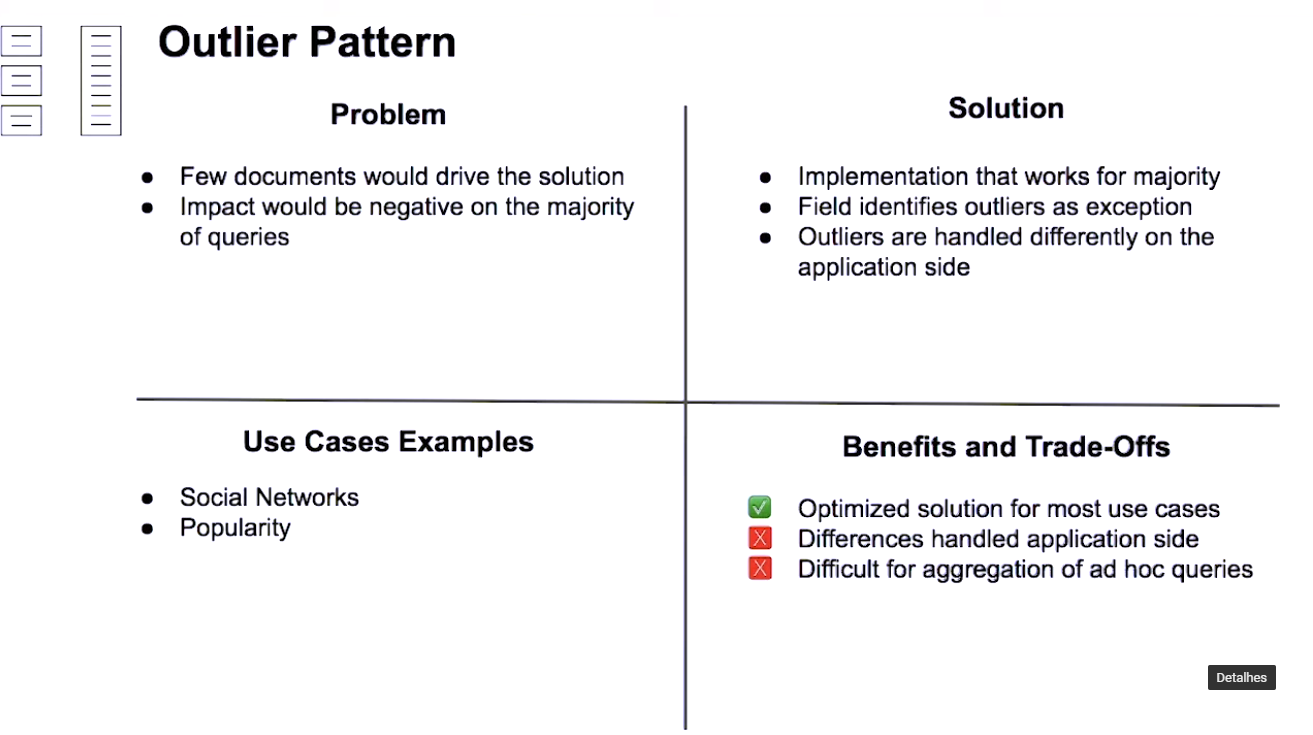 Outlier Pattern
Problem
Few documents would drive the solution
Impact would be negative on the majority
of queries
Solution
Implementation that works for majority
Field identifies outliers as exception
Outliers are handled differently on the
application side
Use Cases Examples
Social Networks
Popularity
Benefits and Trade-Offs
Optimized solution for most use cases
Differences handled application side
Difficult for aggregation of ad hoc queries
Detalhes